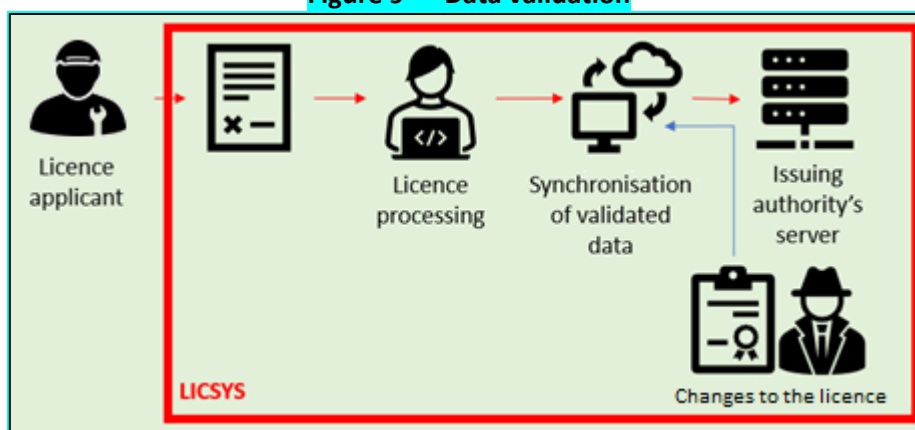 Licence
applicant
Licence
processing
</>
Synchronisation
of validated
data
Issuing
authority's
server
LICSYS
Changes to the licence